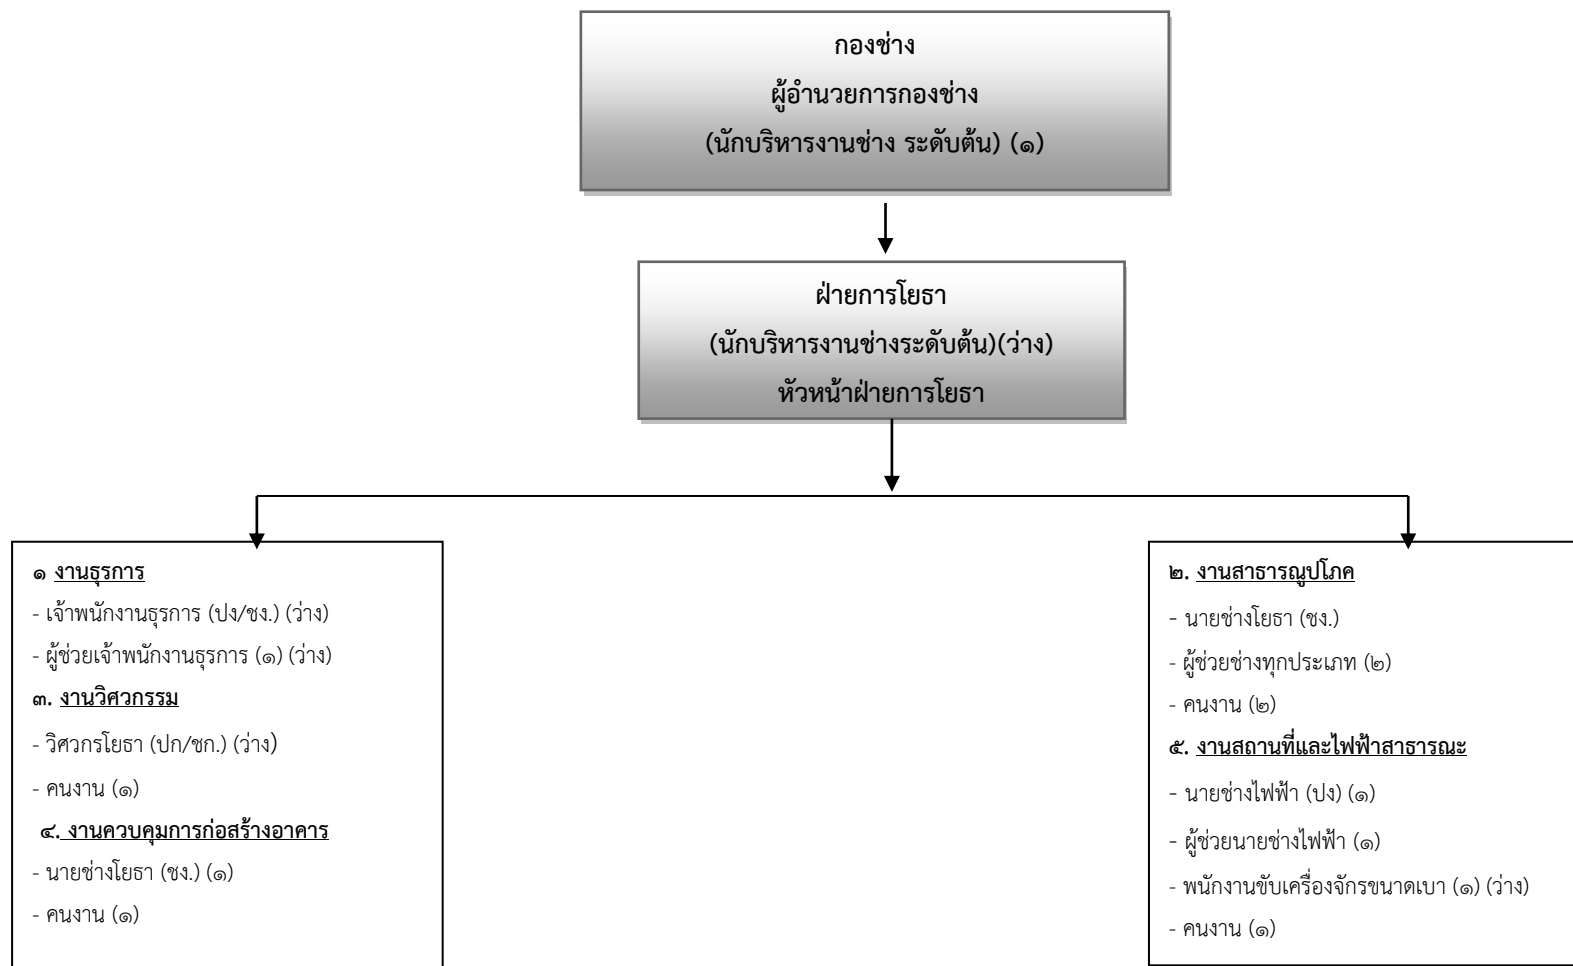 กองช่าง
ผู้อำนวยการกองช่าง
(นักบริหารงานช่าง ระดับต้น) (๑)
ฝ่ายการโยธา
(นักบริหารงานช่างระดับต้น)(ว่าง)
หัวหน้าฝ่ายการโยธา
๑ งานธุรการ
- เจ้าพนักงานธุรการ (ปง/ชง.) (ว่าง)
- ผู้ช่วยเจ้าพนักงานธุรการ (๑) (ว่าง)
๓. งานวิศวกรรม
- วิศวกรโยธา (ปก/ชก.) (ว่าง)
- คนงาน (๑)
๔. งานควบคุมการก่อสร้างอาคาร
- นายช่างโยธา (ชง.) (๑)
- คนงาน (๑)
๒. งานสาธารณูปโภค
- นายช่างโยธา (ชง.)
- ผู้ช่วยช่างทุกประเภท (๒)
- คนงาน (๒)
๕. งานสถานที่และไฟฟ้าสาธารณะ
- นายช่างไฟฟ้า (ปง) (๑)
- ผู้ช่วยนายช่างไฟฟ้า (๑)
- พนักงานขับเครื่องจักรขนาดเบา (๑) (ว่าง)
- คนงาน (๑)